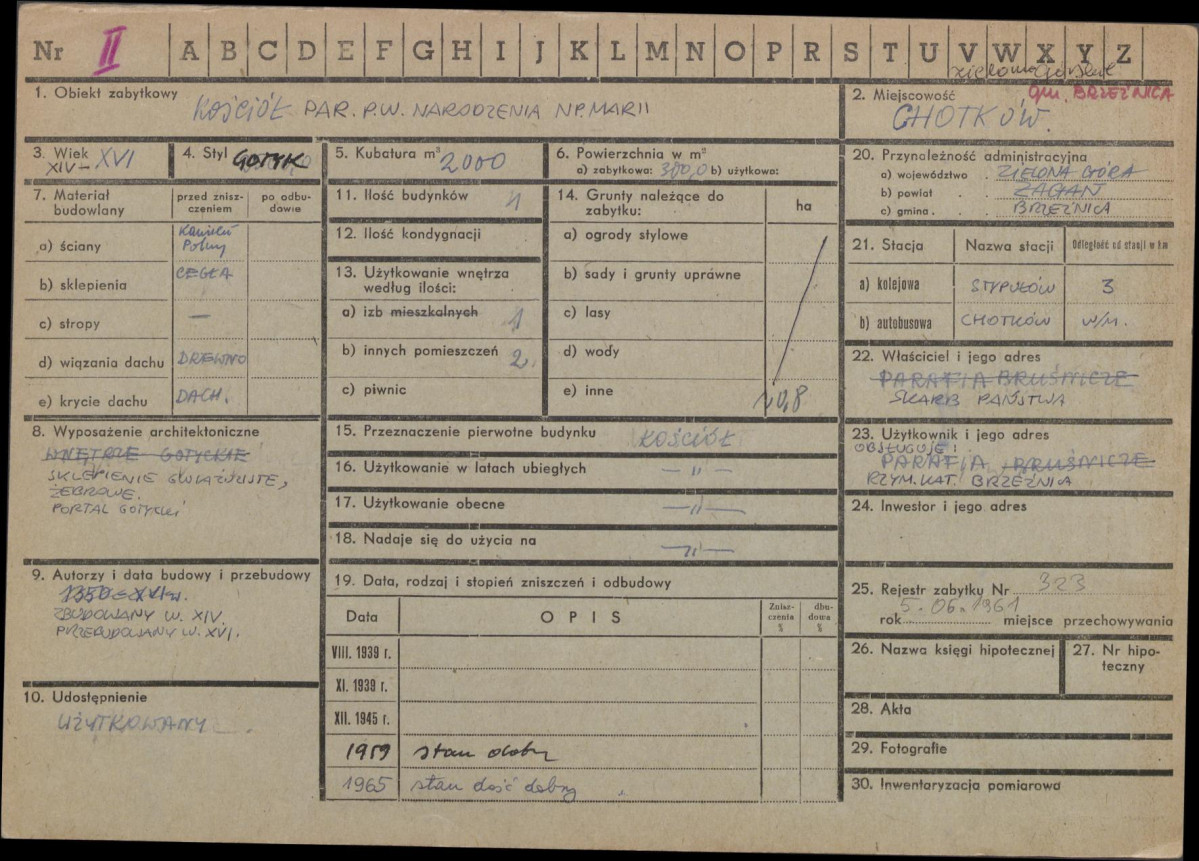 Nr II A B C D E F G H I J K L M N O P R S T U V W X Y Z
zielonogórskie
1. Obiekt zabytkowy
KOŚCIÓŁ PAR. P.W. NARODZENIA NP. MARII
2. Miejscowość gm. BRZEŹNICA
CHOTKÓW.
3. Wiek XIV – XVI
4. Styl GOTYK
5. Kubatura m³ 2000
6. Powierzchnia w m²
a) zabytkowa: 300,0 b) użytkowa:
7. Materiał budowlany
przed zniszczeniem
po odbudowie
a) ściany Kamień Polny
b) sklepienia CEGŁA
c) stropy —
d) wiązania dachu DREWNO
e) krycie dachu DACH.
8. Wyposażenie architektoniczne
WNĘTRZE GOTYCKIE
SKLEPIENIE GWIAŹDZISTE,
ŻEBROWE.
PORTAL GOTYCKI
9. Autorzy i data budowy i przebudowy
1350 – XVI w.
ZBUDOWANY W. XIV.
PRZEBUDOWANY W. XVI.
10. Udostępnienie
UŻYTKOWANY
11. Ilość budynków 1
12. Ilość kondygnacji
13. Użytkowanie wnętrza według ilości:
a) izb mieszkalnych 1
b) innych pomieszczeń 2.
c) piwnic
14. Grunty należące do zabytku:
ha
a) ogrody stylowe
b) sady i grunty uprawne
c) lasy
d) wody
e) inne ~0,8
15. Przeznaczenie pierwotne budynku KOŚCIÓŁ
16. Użytkowanie w latach ubiegłych — " —
17. Użytkowanie obecne — " —
18. Nadaje się do użycia na — " —
19. Data, rodzaj i stopień zniszczeń i odbudowy
Data
OPIS
Zniszczenia %
dbudowa %
VIII. 1939 r.
XI. 1939 r.
XII. 1945 r.
1959 stan dobry
1965 stan dość dobry
20. Przynależność administracyjna
a) województwo . ZIELONA GÓRA
b) powiat . . ŻAGAŃ
c) gmina . . BRZEŹNICA
21. Stacja
Nazwa stacji
Odległość od stacji w km
a) kolejowa STYPUŁÓW 3
b) autobusowa CHOTKÓW W/M.
22. Właściciel i jego adres
PARAFIA BRUŚNICZE
SKARB PAŃSTWA
23. Użytkownik i jego adres
OBSŁUGUJE:
PARAFIA BRUŚNICZE
RZYM. KAT. BRZEŹNICA
24. Inwestor i jego adres
25. Rejestr zabytku Nr 323
rok 5.06.1961 miejsce przechowywania
26. Nazwa księgi hipotecznej
27. Nr hipoteczny
28. Akta
29. Fotografie
30. Inwentaryzacja pomiarowa